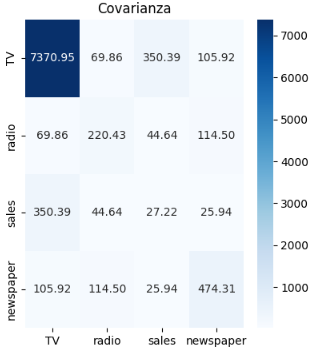 Covarianza
TV 7370.95 69.86 350.39 105.92
radio 69.86 220.43 44.64 114.50
sales 350.39 44.64 27.22 25.94
newspaper 105.92 114.50 25.94 474.31
TV radio sales newspaper
7000
6000
5000
4000
3000
2000
1000